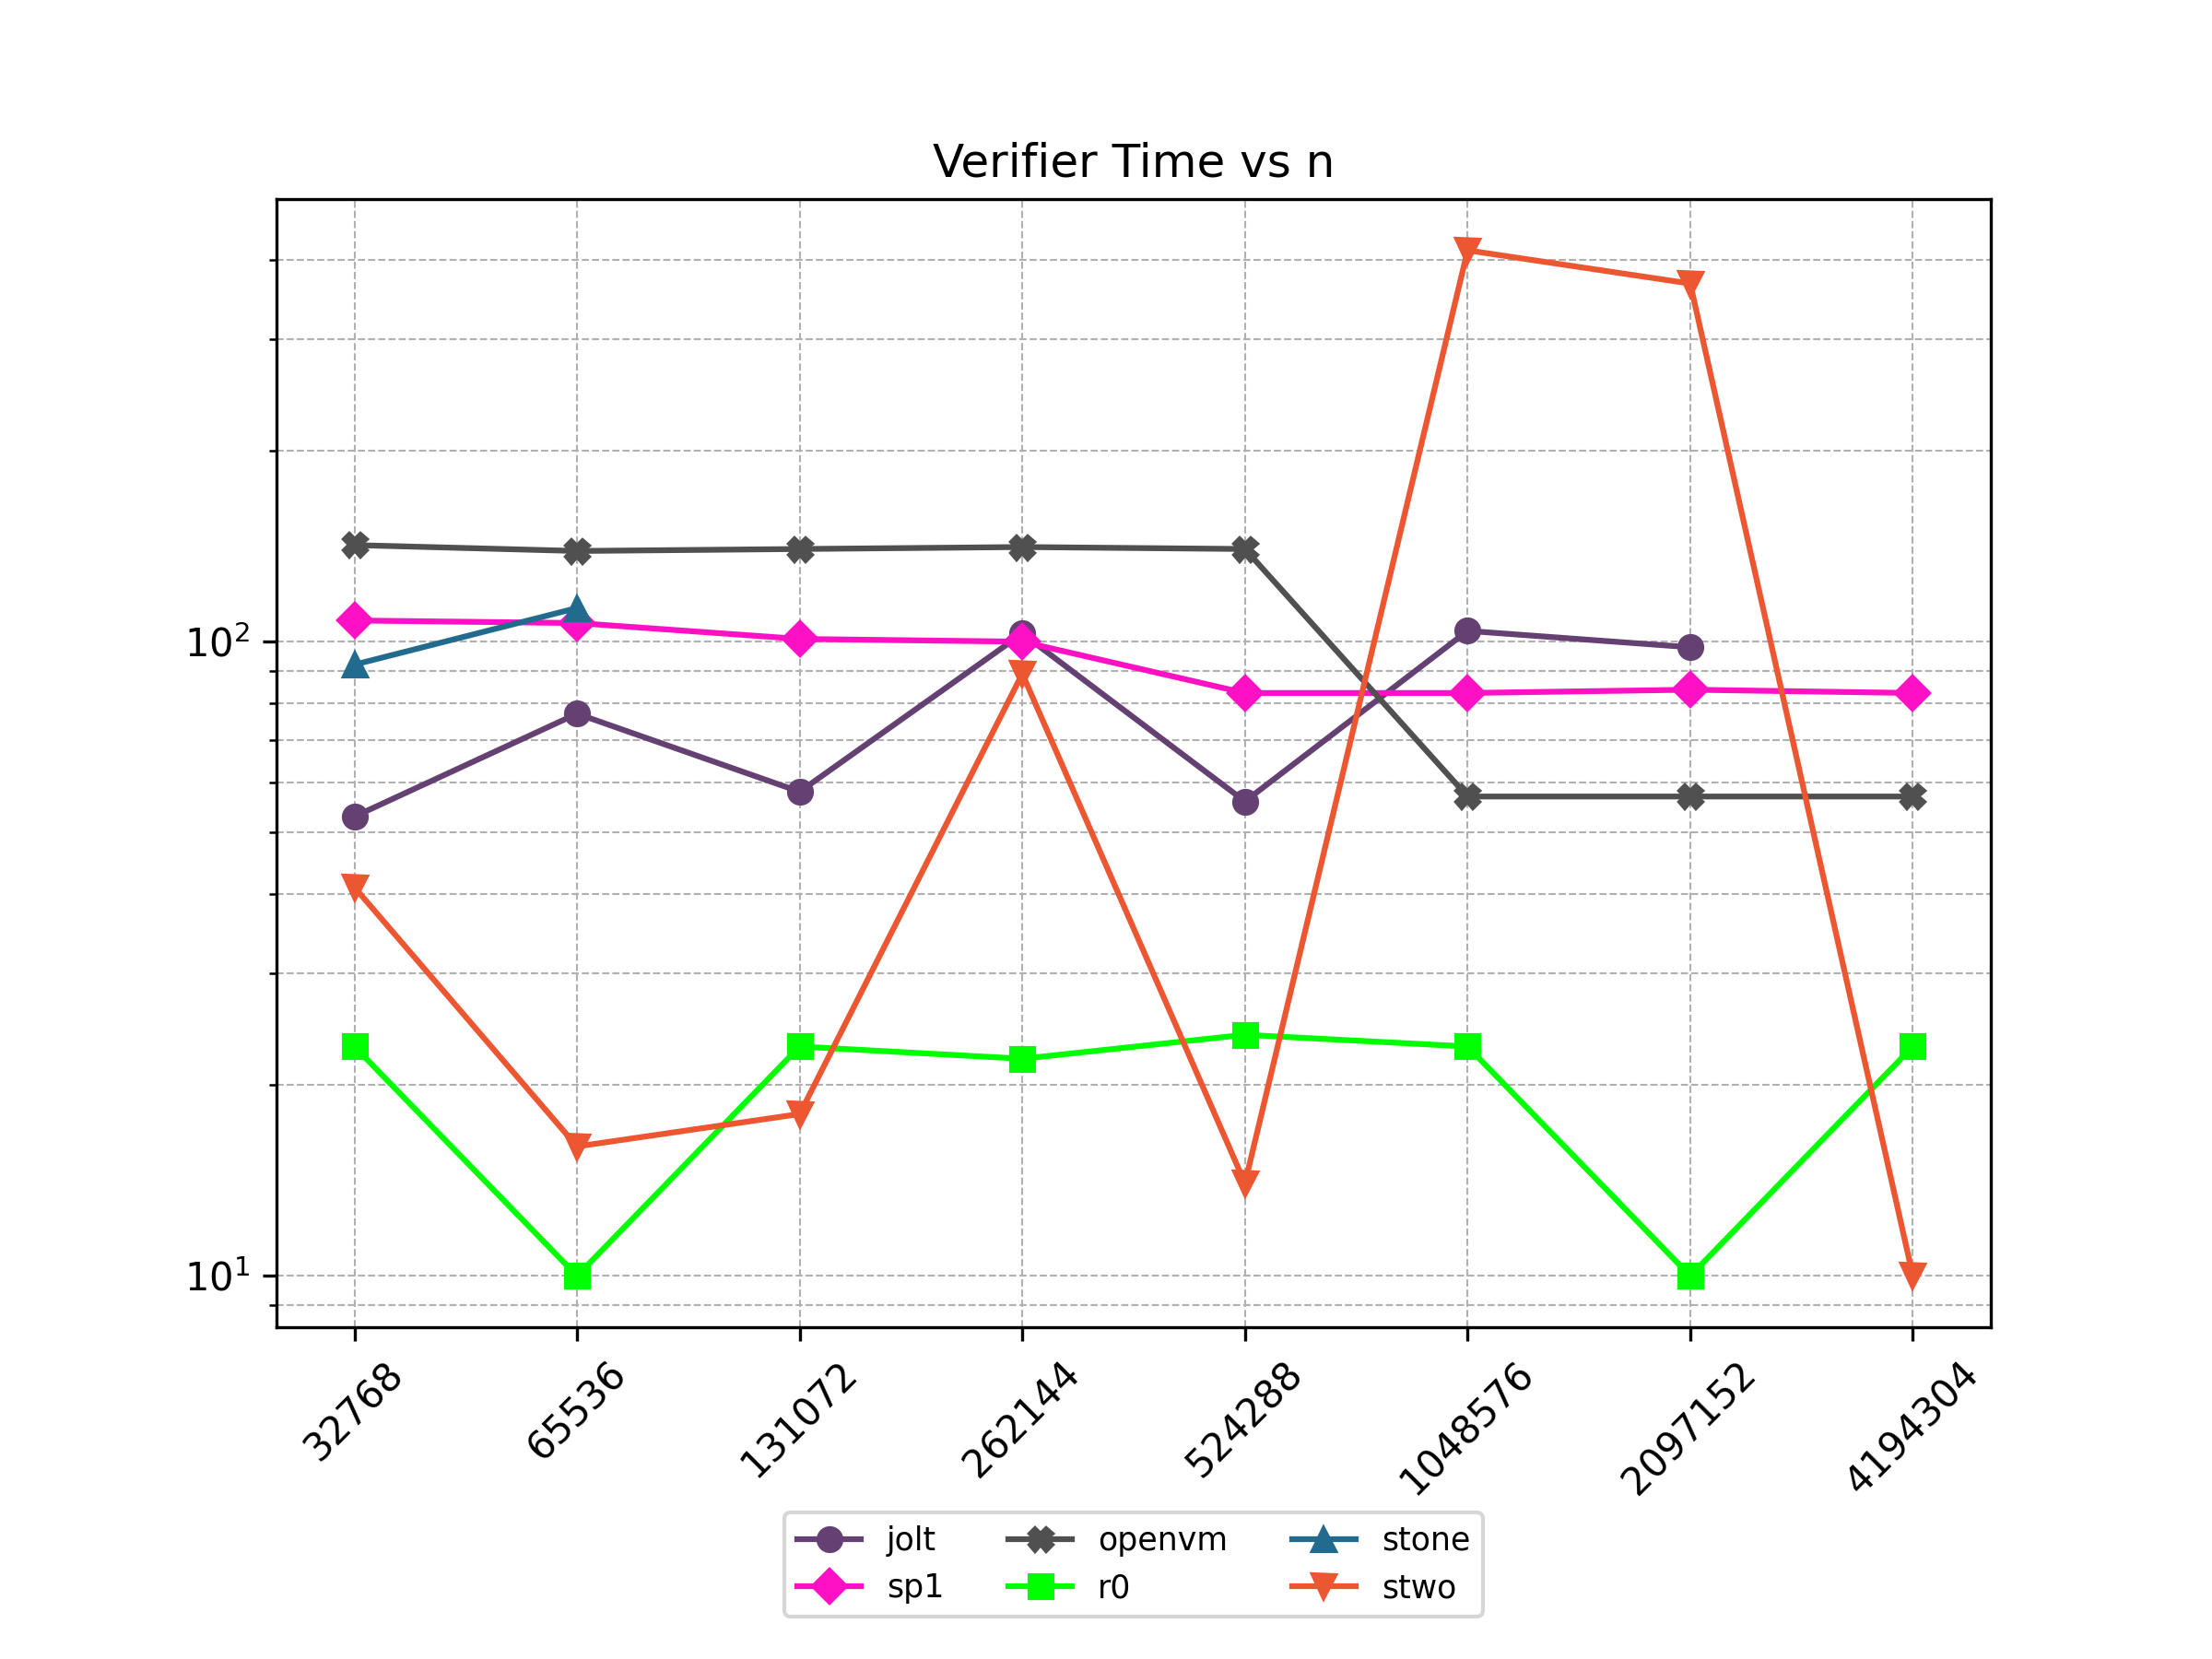 Verifier Time vs n
10²
10¹
32768
65536
131072
262144
524288
1048576
2097152
4194304
jolt
openvm
stone
sp1
r0
stwo